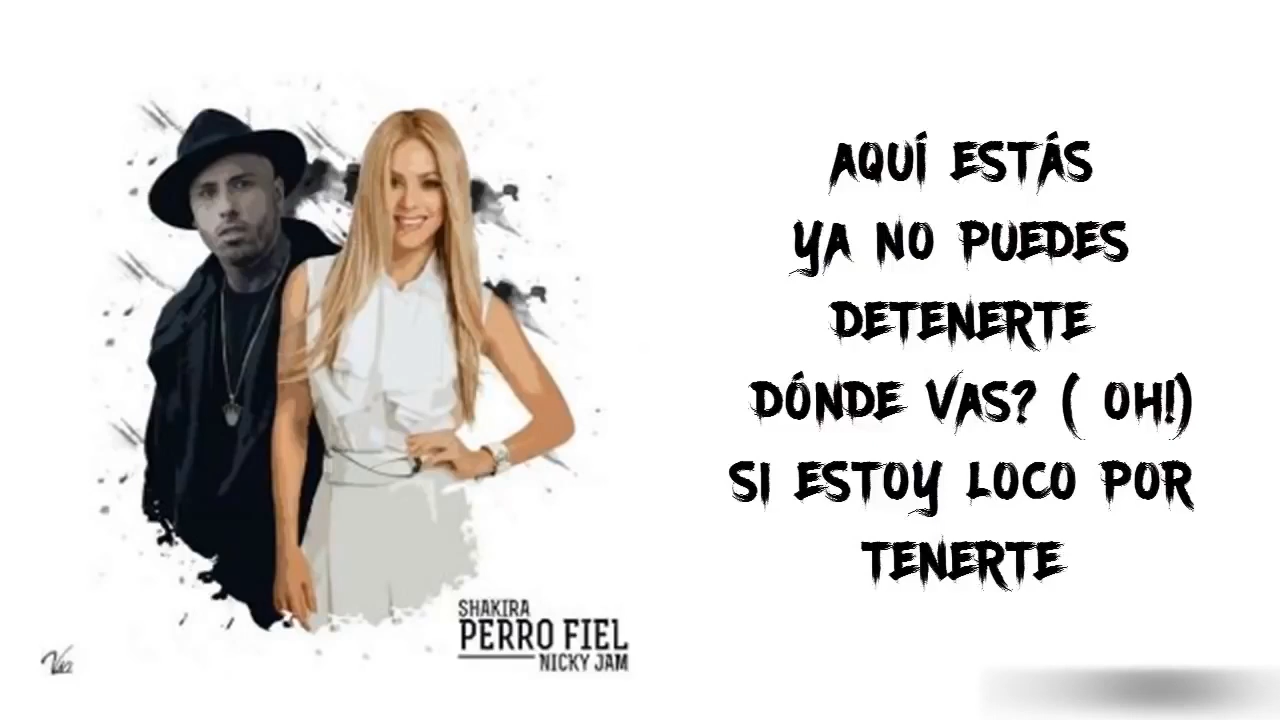 AQUÍ ESTÁS
YA NO PUEDES
DETENERTE
DÓNDE VAS? ( OH!)
SI ESTOY LOCO POR
TENERTE
SHAKIRA
PERRO FIEL
NICKY JAM